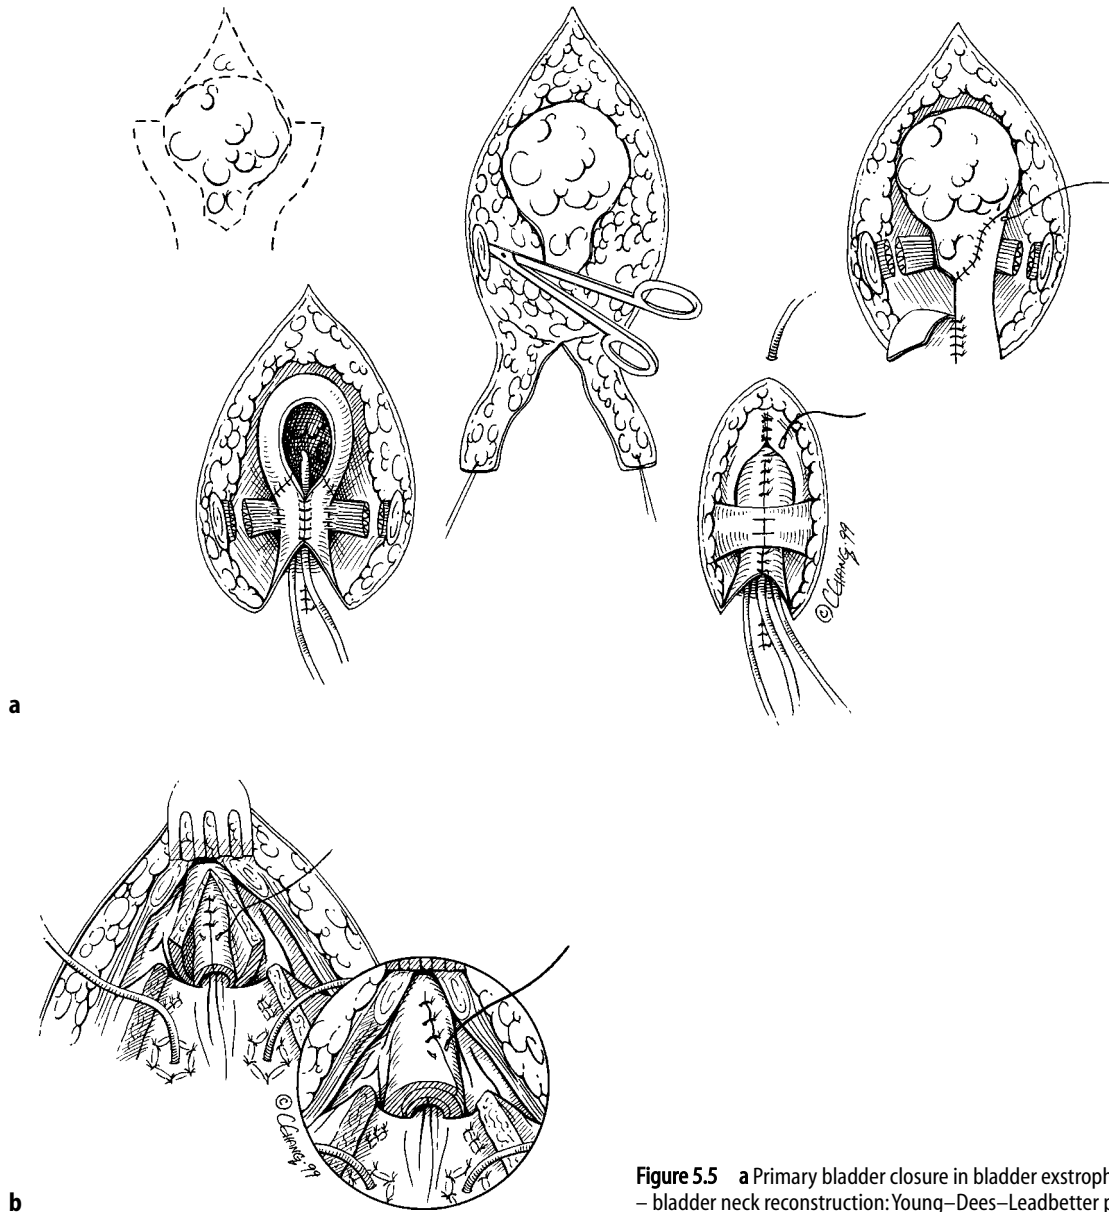 ©CCHANG '99
a
©CCHANG '99
b
Figure 5.5 a Primary bladder closure in bladder exstroph
– bladder neck reconstruction: Young–Dees–Leadbetter p